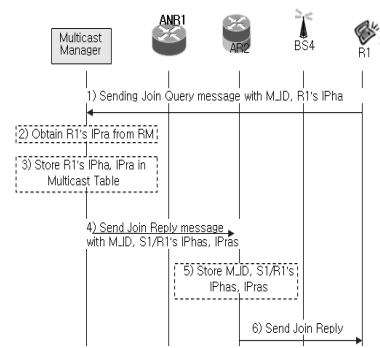 Multicast
Manager
ANR1
AR2
BS4
R1
1) Sending Join Query message with M_ID, R1's IPha
2) Obtain R1's IPra from RM
3) Store R1's IPha, IPra in
Multicast Table
4) Send Join Reply message
with M_ID, S1/R1's IPhas, IPras
5) Store M_ID, S1/R1's
IPhas, IPras
6) Send Join Reply